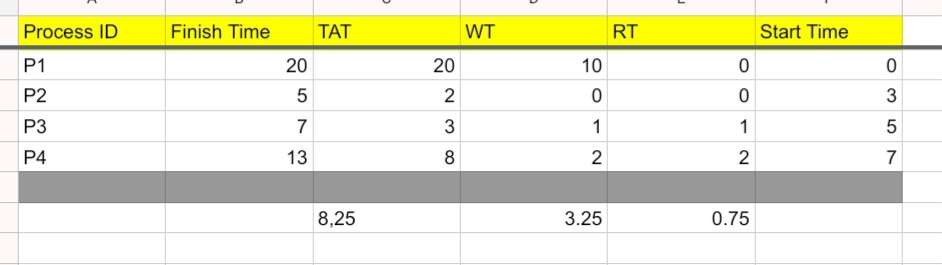 Process ID Finish Time TAT WT RT Start Time
P1 20 20 10 0 0
P2 5 2 0 0 3
P3 7 3 1 1 5
P4 13 8 2 2 7
8,25 3.25 0.75